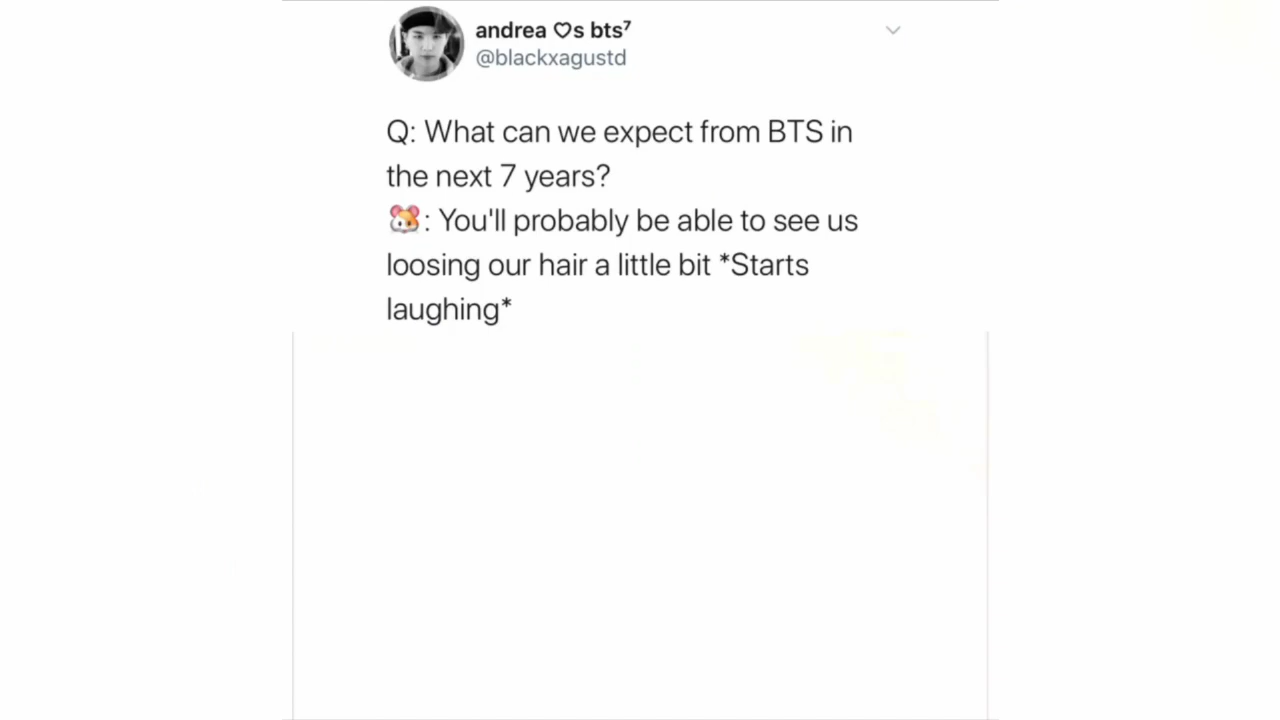 andrea ♡s bts⁷
@blackxagustd
Q: What can we expect from BTS in
the next 7 years?
🐹: You'll probably be able to see us
loosing our hair a little bit *Starts
laughing*